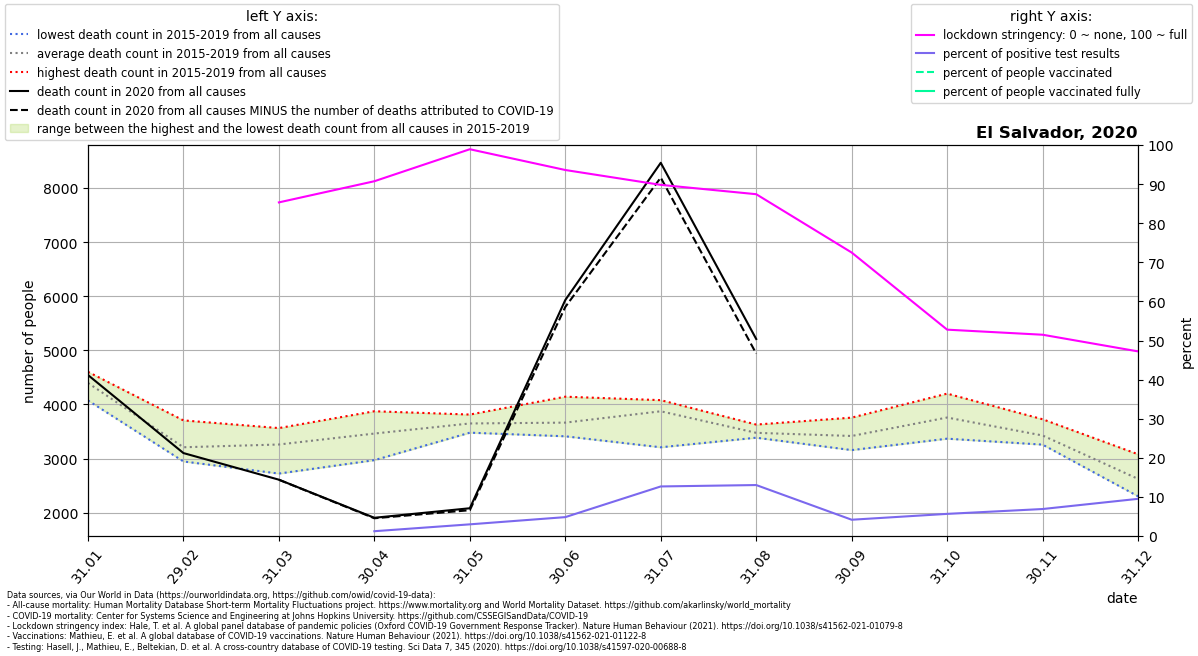 left Y axis:
lowest death count in 2015-2019 from all causes
average death count in 2015-2019 from all causes
highest death count in 2015-2019 from all causes
death count in 2020 from all causes
death count in 2020 from all causes MINUS the number of deaths attributed to COVID-19
range between the highest and the lowest death count from all causes in 2015-2019
right Y axis:
lockdown stringency: 0 ~ none, 100 ~ full
percent of positive test results
percent of people vaccinated
percent of people vaccinated fully
El Salvador, 2020
number of people
8000
7000
6000
5000
4000
3000
2000
100
90
80
70
60
50
40
30
20
10
0
percent
31.01
29.02
31.03
30.04
31.05
30.06
31.07
31.08
30.09
31.10
30.11
31.12
date
Data sources, via Our World in Data (https://ourworldindata.org, https://github.com/owid/covid-19-data):
- All-cause mortality: Human Mortality Database Short-term Mortality Fluctuations project. https://www.mortality.org and World Mortality Dataset. https://github.com/akarlinsky/world_mortality
- COVID-19 mortality: Center for Systems Science and Engineering at Johns Hopkins University. https://github.com/CSSEGISandData/COVID-19
- Lockdown stringency index: Hale, T. et al. A global panel database of pandemic policies (Oxford COVID-19 Government Response Tracker). Nature Human Behaviour (2021). https://doi.org/10.1038/s41562-021-01079-8
- Vaccinations: Mathieu, E. et al. A global database of COVID-19 vaccinations. Nature Human Behaviour (2021). https://doi.org/10.1038/s41562-021-01122-8
- Testing: Hasell, J., Mathieu, E., Beltekian, D. et al. A cross-country database of COVID-19 testing. Sci Data 7, 345 (2020). https://doi.org/10.1038/s41597-020-00688-8